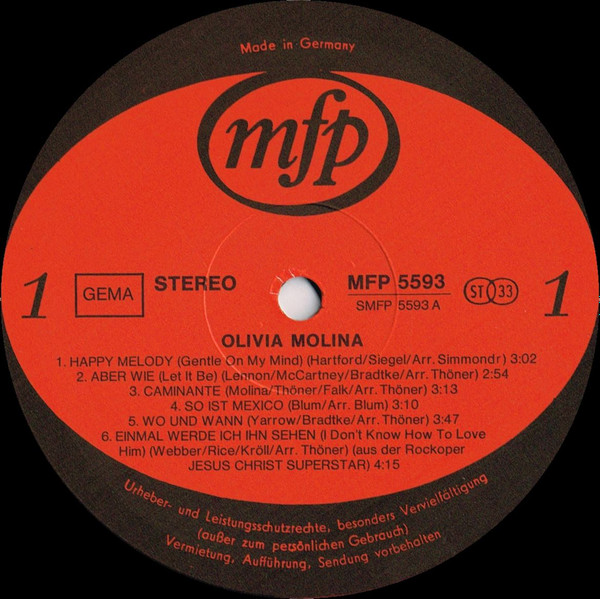 Made in Germany
mfp
1
GEMA
STEREO
MFP 5593
SMFP 5593 A
ST 33
1
OLIVIA MOLINA
1. HAPPY MELODY (Gentle On My Mind) (Hartford/Siegel/Arr. Simmondr) 3:02
2. ABER WIE (Let It Be) (Lennon/McCartney/Bradtke/Arr. Thöner) 2:54
3. CAMINANTE (Molina/Thöner/Falk/Arr. Thöner) 3:13
4. SO IST MEXICO (Blum/Arr. Blum) 3:10
5. WO UND WANN (Yarrow/Bradtke/Arr. Thöner) 3:47
6. EINMAL WERDE ICH IHN SEHEN (I Don't Know How To Love
Him) (Webber/Rice/Kröll/Arr. Thöner) (aus der Rockoper
JESUS CHRIST SUPERSTAR) 4:15
Urheber- und Leistungsschutzrechte, besonders Vervielfältigung
(außer zum persönlichen Gebrauch)
Vermietung, Aufführung, Sendung vorbehalten